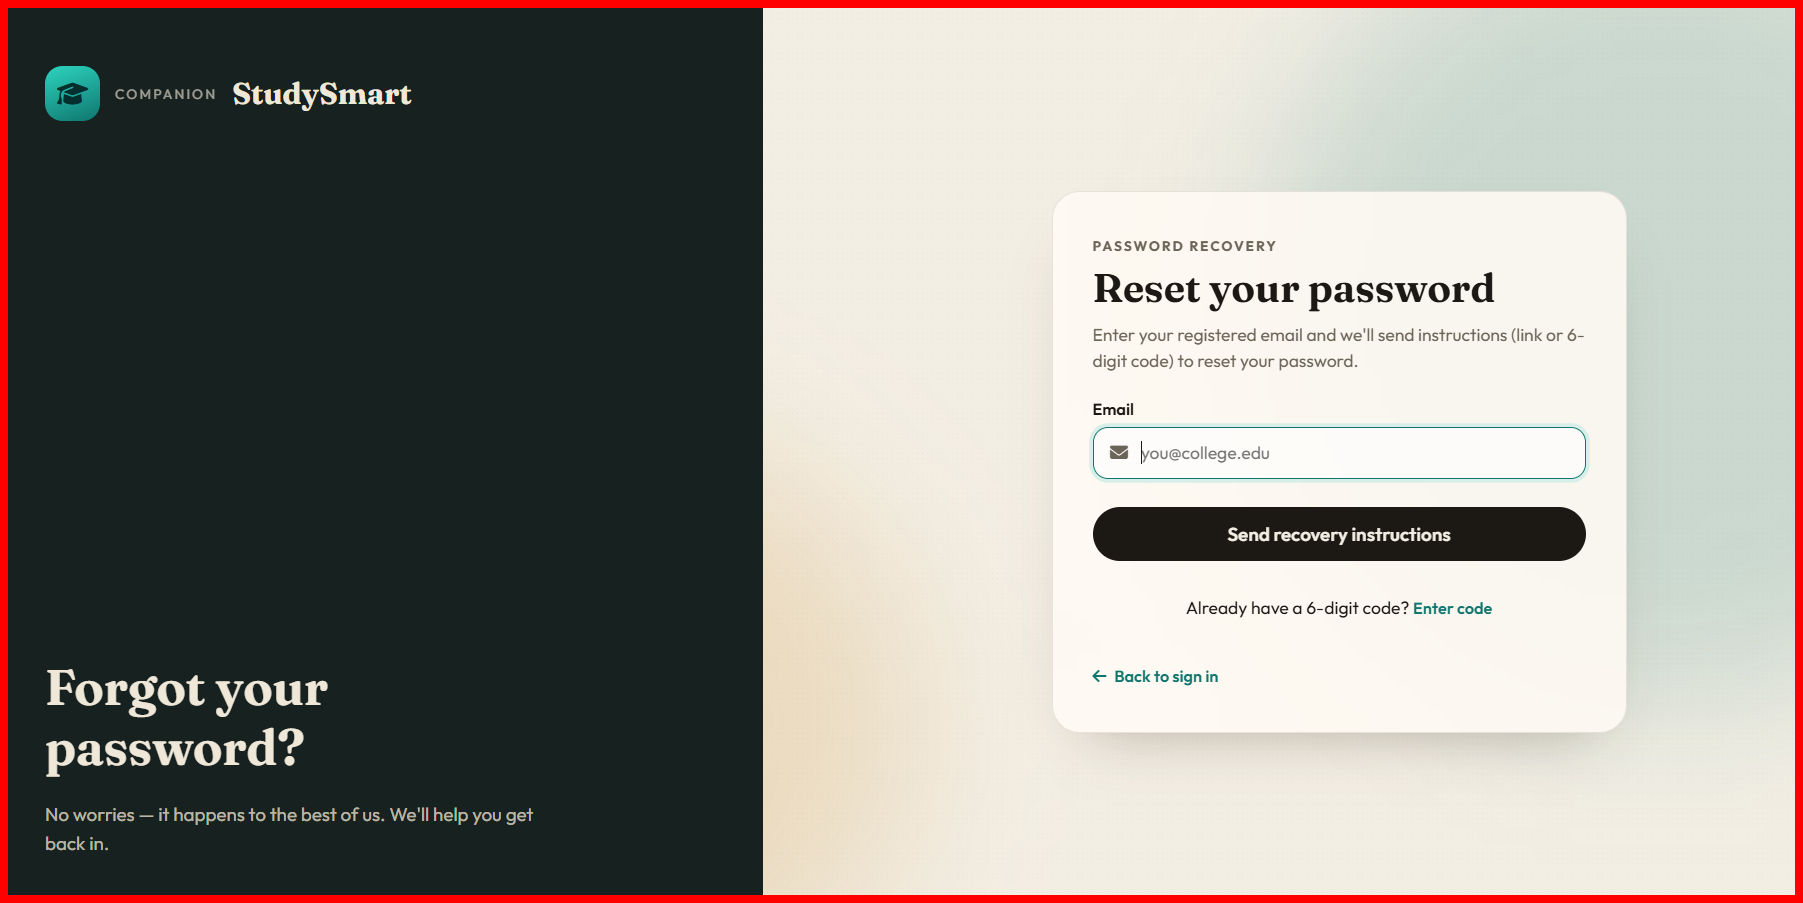 COMPANION StudySmart
Forgot your
password?
No worries — it happens to the best of us. We'll help you get
back in.
PASSWORD RECOVERY
Reset your password
Enter your registered email and we'll send instructions (link or 6-
digit code) to reset your password.
Email
you@college.edu
Send recovery instructions
Already have a 6-digit code? Enter code
← Back to sign in